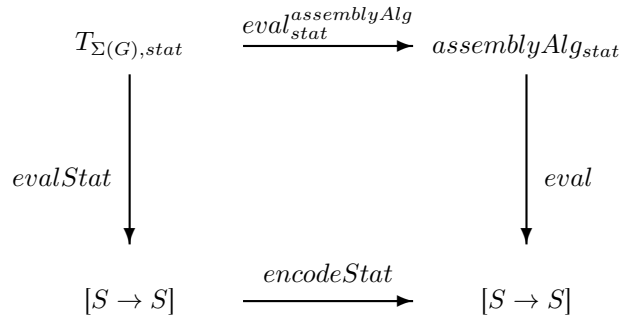 T_{Σ(G),stat} eval_{stat}^{assemblyAlg} assemblyAlg_{stat}
evalStat eval
[S → S] encodeStat [S → S]